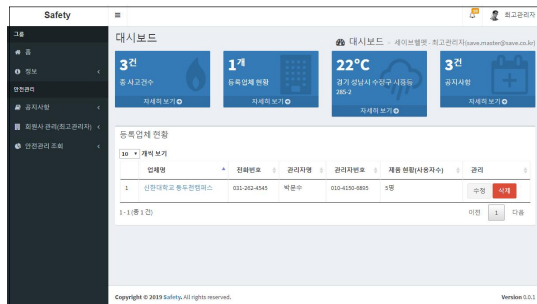 Safety
최고관리자
그룹
홈
정보
안전관리
공지사항
회원사 관리(최고관리자)
안전관리 조회
대시보드
대시보드 - 세이브헬멧-최고관리자(save.master@save.co.kr)
3건
총 사고건수
자세히 보기
1개
등록업체 현황
자세히 보기
22°C
경기 성남시 수정구 시흥동
285-2
자세히 보기
3건
공지사항
자세히 보기
등록업체 현황
10 개씩 보기
업체명 전화번호 관리자명 관리자번호 제품 현황(사용자수) 관리
1 신한대학교 동두천캠퍼스 031-262-4545 박문수 010-4150-6895 5명 수정 삭제
1 - 1 (총 1 건)
이전 1 다음
Copyright © 2019 Safety. All rights reserved.
Version 0.0.1